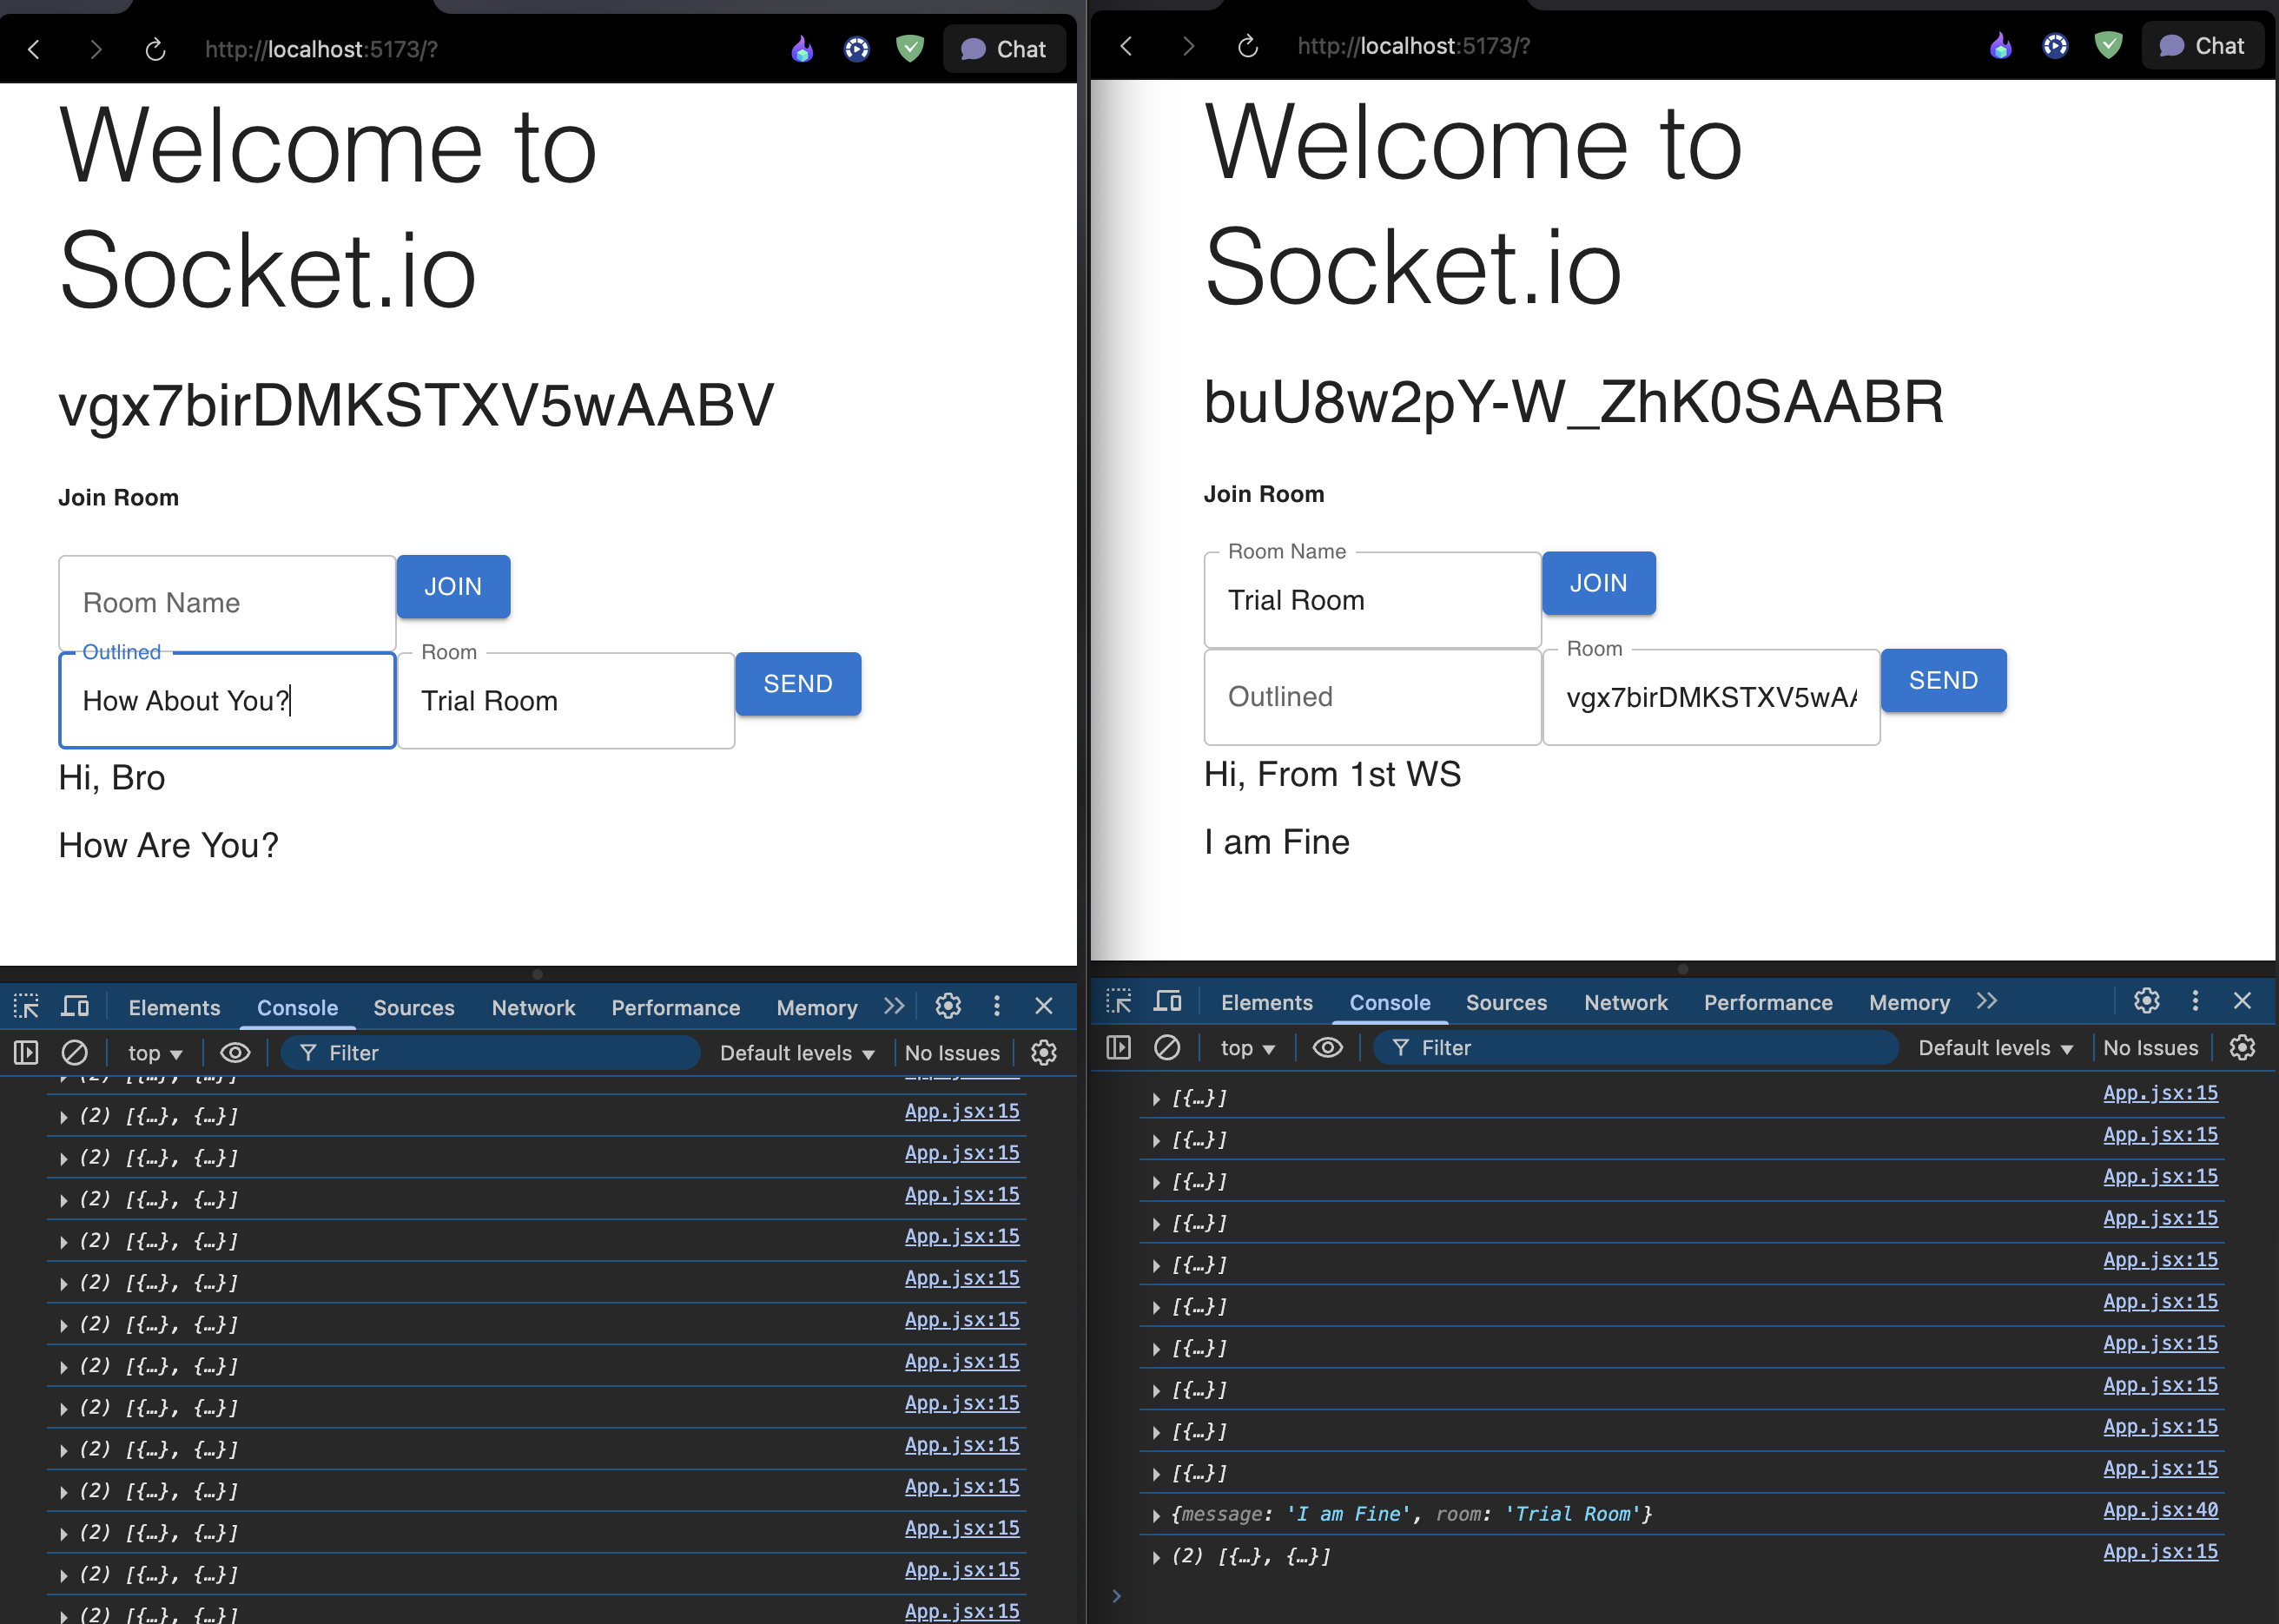 http://localhost:5173/?
Chat
Welcome to
Socket.io
vgx7birDMKSTXV5wAABV
Join Room
Room Name
JOIN
Outlined
How About You?
Room
Trial Room
SEND
Hi, Bro
How Are You?
Elements Console Sources Network Performance Memory
top Filter Default levels No Issues
(2) [{…}, {…}]
(2) [{…}, {…}] App.jsx:15
(2) [{…}, {…}] App.jsx:15
(2) [{…}, {…}] App.jsx:15
(2) [{…}, {…}] App.jsx:15
(2) [{…}, {…}] App.jsx:15
(2) [{…}, {…}] App.jsx:15
(2) [{…}, {…}] App.jsx:15
(2) [{…}, {…}] App.jsx:15
(2) [{…}, {…}] App.jsx:15
(2) [{…}, {…}] App.jsx:15
(2) [{…}, {…}] App.jsx:15
(2) [{…}, {…}] App.jsx:15
(2) [{…}, {…}] App.jsx:15
http://localhost:5173/?
Chat
Welcome to
Socket.io
buU8w2pY-W_ZhK0SAABR
Join Room
Room Name
Trial Room
JOIN
Outlined
Room
vgx7birDMKSTXV5wAA
SEND
Hi, From 1st WS
I am Fine
Elements Console Sources Network Performance Memory
top Filter Default levels No Issues
[{…}] App.jsx:15
[{…}] App.jsx:15
[{…}] App.jsx:15
[{…}] App.jsx:15
[{…}] App.jsx:15
[{…}] App.jsx:15
[{…}] App.jsx:15
[{…}] App.jsx:15
[{…}] App.jsx:15
[{…}] App.jsx:15
{message: 'I am Fine', room: 'Trial Room'} App.jsx:40
(2) [{…}, {…}] App.jsx:15